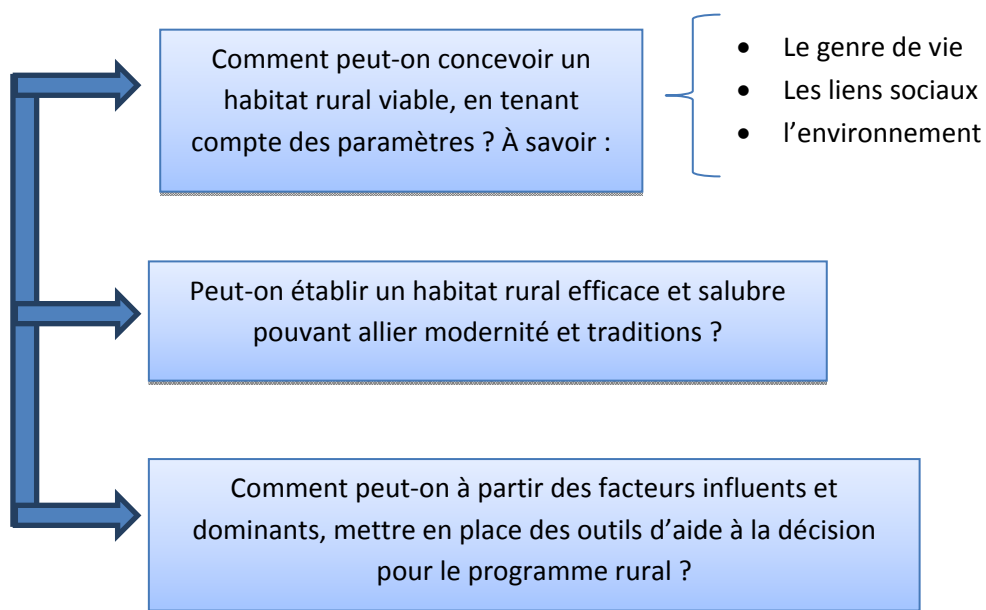 Comment peut-on concevoir un
habitat rural viable, en tenant
compte des paramètres ? À savoir :
• Le genre de vie
• Les liens sociaux
• l’environnement
Peut-on établir un habitat rural efficace et salubre
pouvant allier modernité et traditions ?
Comment peut-on à partir des facteurs influents et
dominants, mettre en place des outils d’aide à la décision
pour le programme rural ?